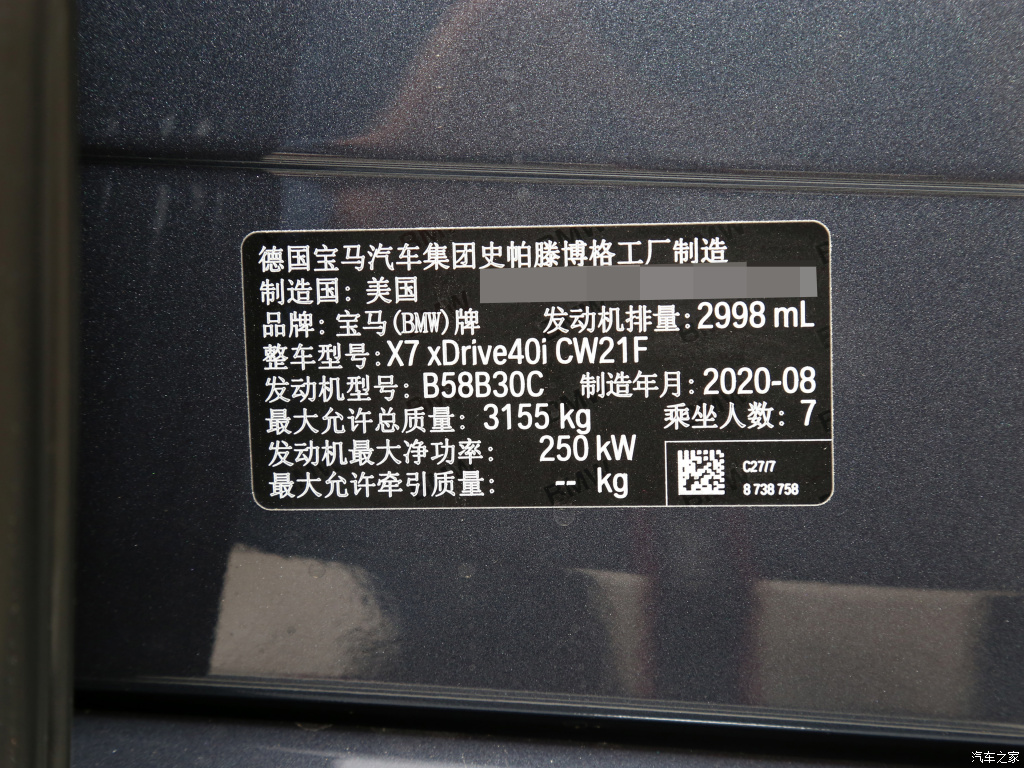 德国宝马汽车集团史帕滕博格工厂制造
制造国：美国
品牌：宝马(BMW)牌 发动机排量：2998 mL
整车型号：X7 xDrive40i CW21F
发动机型号：B58B30C 制造年月：2020-08
最大允许总质量：3155 kg 乘坐人数：7
发动机最大净功率：250 kW
最大允许牵引质量：-- kg
C27/7
8 738 758
汽车之家